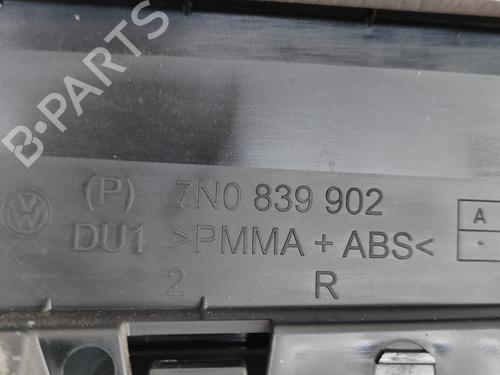 B-PARTS
(P) 7N0 839 902
DU1 >PMMA + ABS< A
2 R